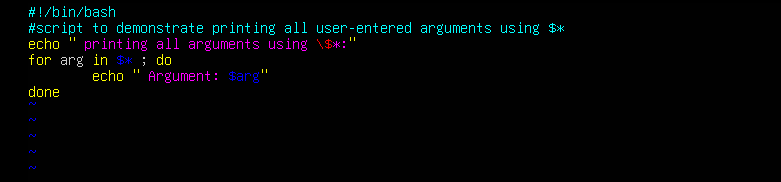 #!/bin/bash
#script to demonstrate printing all user-entered arguments using $*
echo " printing all arguments using \$*:"
for arg in $* ; do
        echo " Argument: $arg"
done
~
~
~
~
~